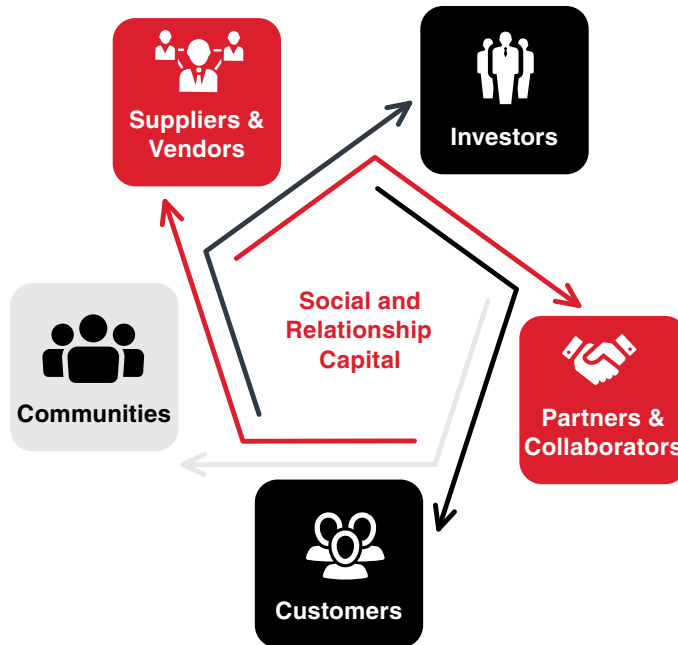 Suppliers &
Vendors
Investors
Social and
Relationship
Capital
Communities
Partners &
Collaborators
Customers